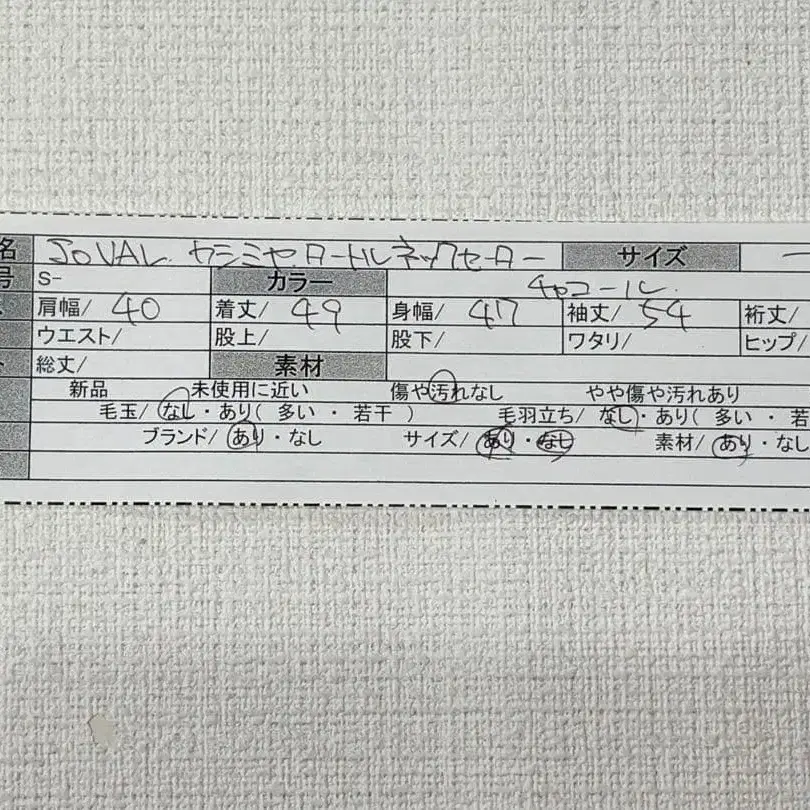 名 JoVAL. カシミヤタートルネックセーター サイズ ー
号 S- カラー チャコール.
肩幅/ 40 着丈/ 49 身幅/ 47 袖丈/ 54 裄丈/
ウエスト/ 股上/ 股下/ ワタリ/ ヒップ/
ト 総丈/ 素材
新品 未使用に近い 傷や汚れなし やや傷や汚れあり
毛玉/ なし・あり( 多い ・ 若干 ) 毛羽立ち/ なし・あり( 多い ・ 若
ブランド/ あり・なし サイズ/ あり・なし 素材/ あり・なし